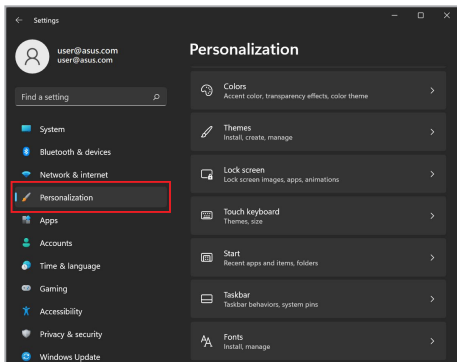 Settings
user@asus.com
user@asus.com
Find a setting
System
Bluetooth & devices
Network & internet
Personalization
Apps
Accounts
Time & language
Gaming
Accessibility
Privacy & security
Windows Update
Personalization
Colors
Accent color, transparency effects, color theme
Themes
Install, create, manage
Lock screen
Lock screen images, apps, animations
Touch keyboard
Themes, size
Start
Recent apps and items, folders
Taskbar
Taskbar behaviors, system pins
Fonts
Install, manage